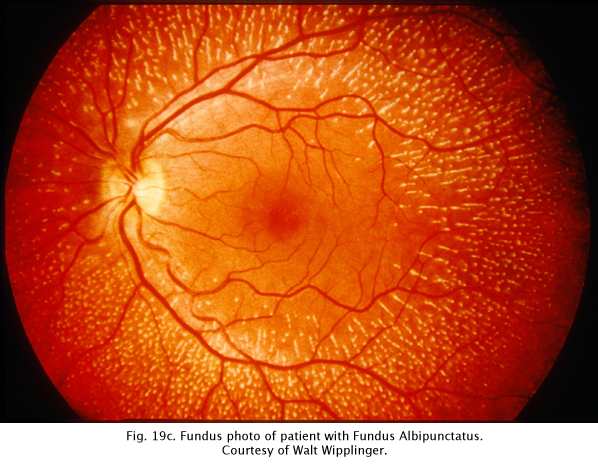 Fig. 19c. Fundus photo of patient with Fundus Albipunctatus.
Courtesy of Walt Wipplinger.